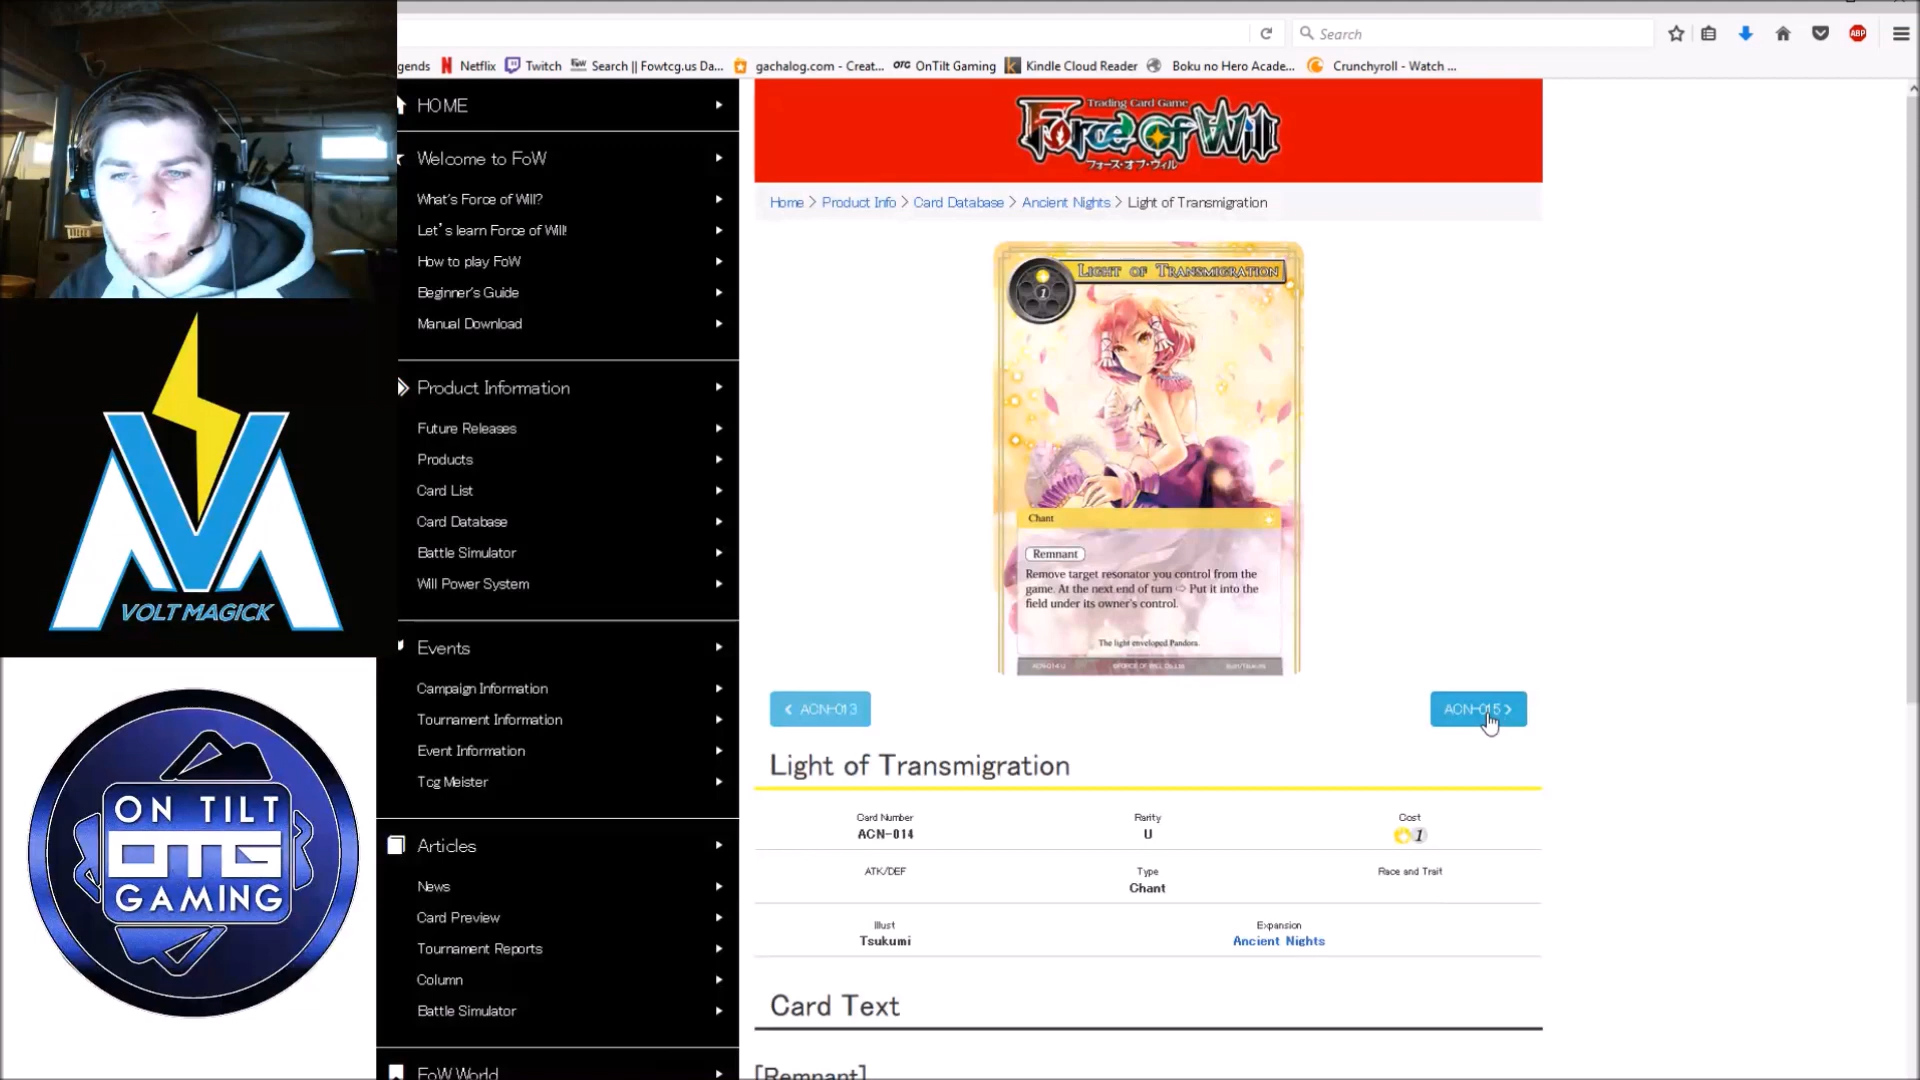 Search
gends
Netflix
Twitch
Search || Fowtcg.us Da...
gachalog.com - Creat...
OTG OnTilt Gaming
Kindle Cloud Reader
Boku no Hero Acade...
Crunchyroll - Watch ...
ABP
HOME
Welcome to FoW
What's Force of Will?
Let's learn Force of Will!
How to play FoW
Beginner's Guide
Manual Download
Product Information
Future Releases
Products
Card List
Card Database
Battle Simulator
Will Power System
Events
Campaign Information
Tournament Information
Event Information
Tcg Meister
Articles
News
Card Preview
Tournament Reports
Column
Battle Simulator
FoW World
VOLT MAGICK
ON TILT
OTG
GAMING
Trading Card Game
Force of Will
フォース・オブ・ウィル
Home > Product Info > Card Database > Ancient Nights > Light of Transmigration
1
Light of Transmigration
Chant
Remnant
Remove target resonator you control from the
game. At the next end of turn ⇨ Put it into the
field under its owner's control.
The light enveloped Pandora.
ACN-013
ACN-015
Light of Transmigration
Card Number
ACN-014
Rarity
U
Cost
1
ATK/DEF
Type
Chant
Race and Trait
Illust
Tsukumi
Expansion
Ancient Nights
Card Text
[Remnant]